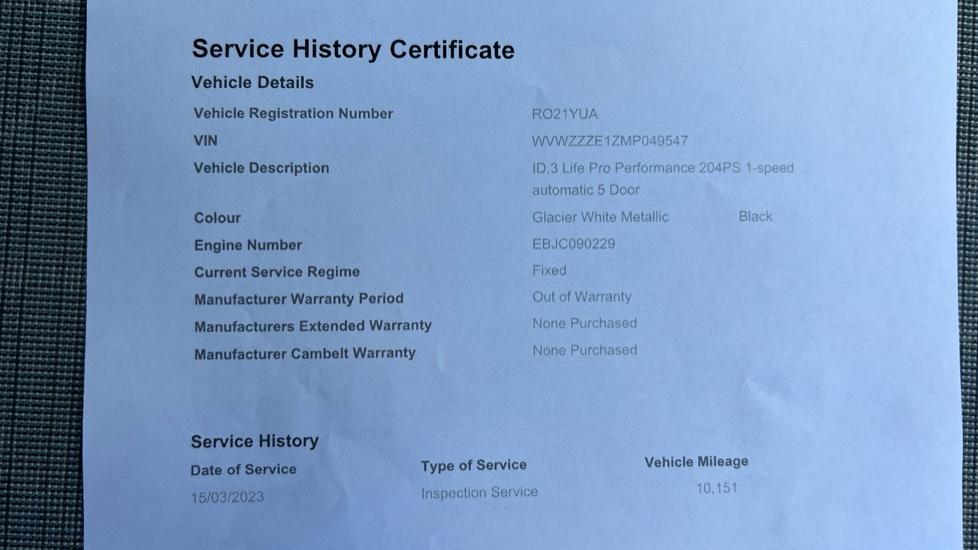 Service History Certificate
Vehicle Details
Vehicle Registration Number RO21YUA
VIN WVWZZZE1ZMP049547
Vehicle Description ID.3 Life Pro Performance 204PS 1-speed
automatic 5 Door
Colour Glacier White Metallic Black
Engine Number EBJC090229
Current Service Regime Fixed
Manufacturer Warranty Period Out of Warranty
Manufacturers Extended Warranty None Purchased
Manufacturer Cambelt Warranty None Purchased
Service History
Date of Service Type of Service Vehicle Mileage
15/03/2023 Inspection Service 10,151